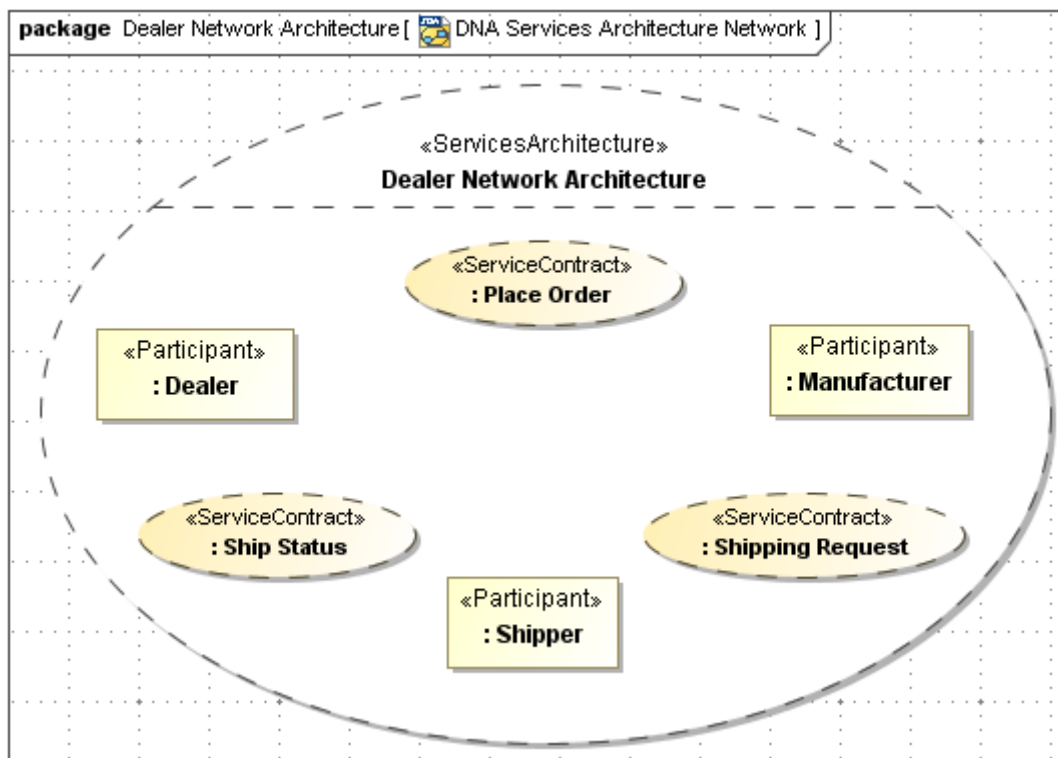 package Dealer Network Architecture [ DNA Services Architecture Network ]
«ServicesArchitecture»
Dealer Network Architecture
«ServiceContract»
: Place Order
«Participant»
: Dealer
«Participant»
: Manufacturer
«ServiceContract»
: Ship Status
«ServiceContract»
: Shipping Request
«Participant»
: Shipper